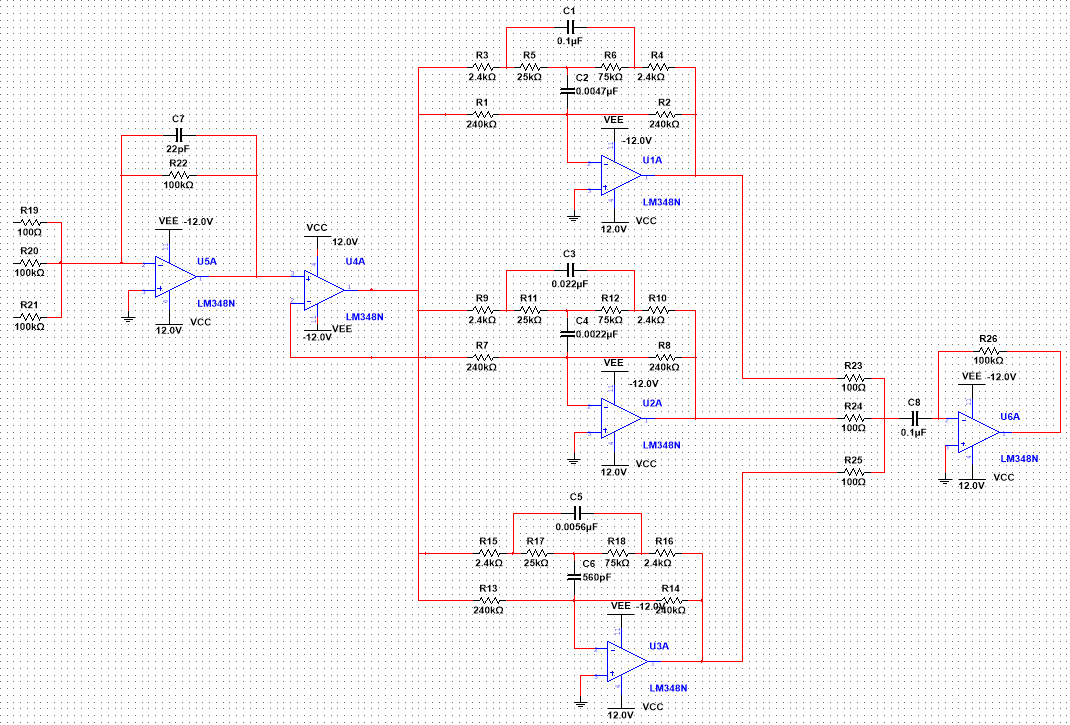 C1
0.1µF
R3
R5
R6
R4
2.4kΩ
25kΩ
75kΩ
2.4kΩ
C2
0.0047µF
R1
R2
240kΩ
240kΩ
VEE
-12.0V
U1A
LM348N
VCC
12.0V
C7
22pF
R22
100kΩ
R19
100Ω
R20
100kΩ
R21
100kΩ
VEE -12.0V
U5A
LM348N
VCC
12.0V
VCC
12.0V
U4A
LM348N
VEE
-12.0V
C3
0.022µF
R9
R11
R12
R10
2.4kΩ
25kΩ
75kΩ
2.4kΩ
C4
0.0022µF
R7
R8
240kΩ
240kΩ
VEE
-12.0V
U2A
LM348N
VCC
12.0V
R23
100Ω
R24
100Ω
R25
100Ω
C8
0.1µF
R26
100kΩ
VEE -12.0V
U6A
LM348N
VCC
12.0V
C5
0.0056µF
R15
R17
R18
R16
2.4kΩ
25kΩ
75kΩ
2.4kΩ
C6
560pF
R13
R14
240kΩ
240kΩ
VEE -12.0V
U3A
LM348N
VCC
12.0V